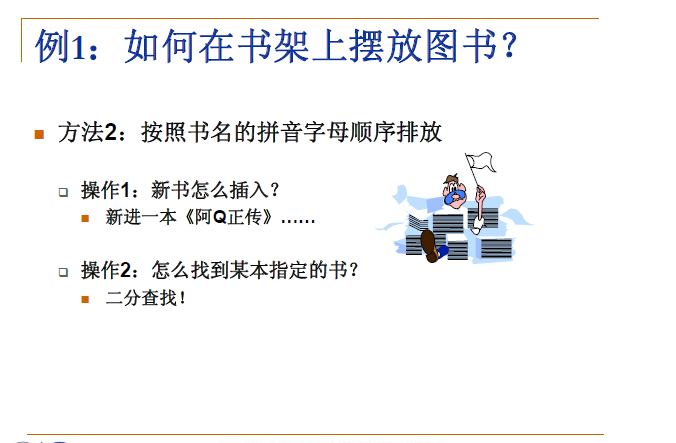 例1：如何在书架上摆放图书？
方法2：按照书名的拼音字母顺序排放
操作1：新书怎么插入？
新进一本《阿Q正传》……
操作2：怎么找到某本指定的书？
二分查找！